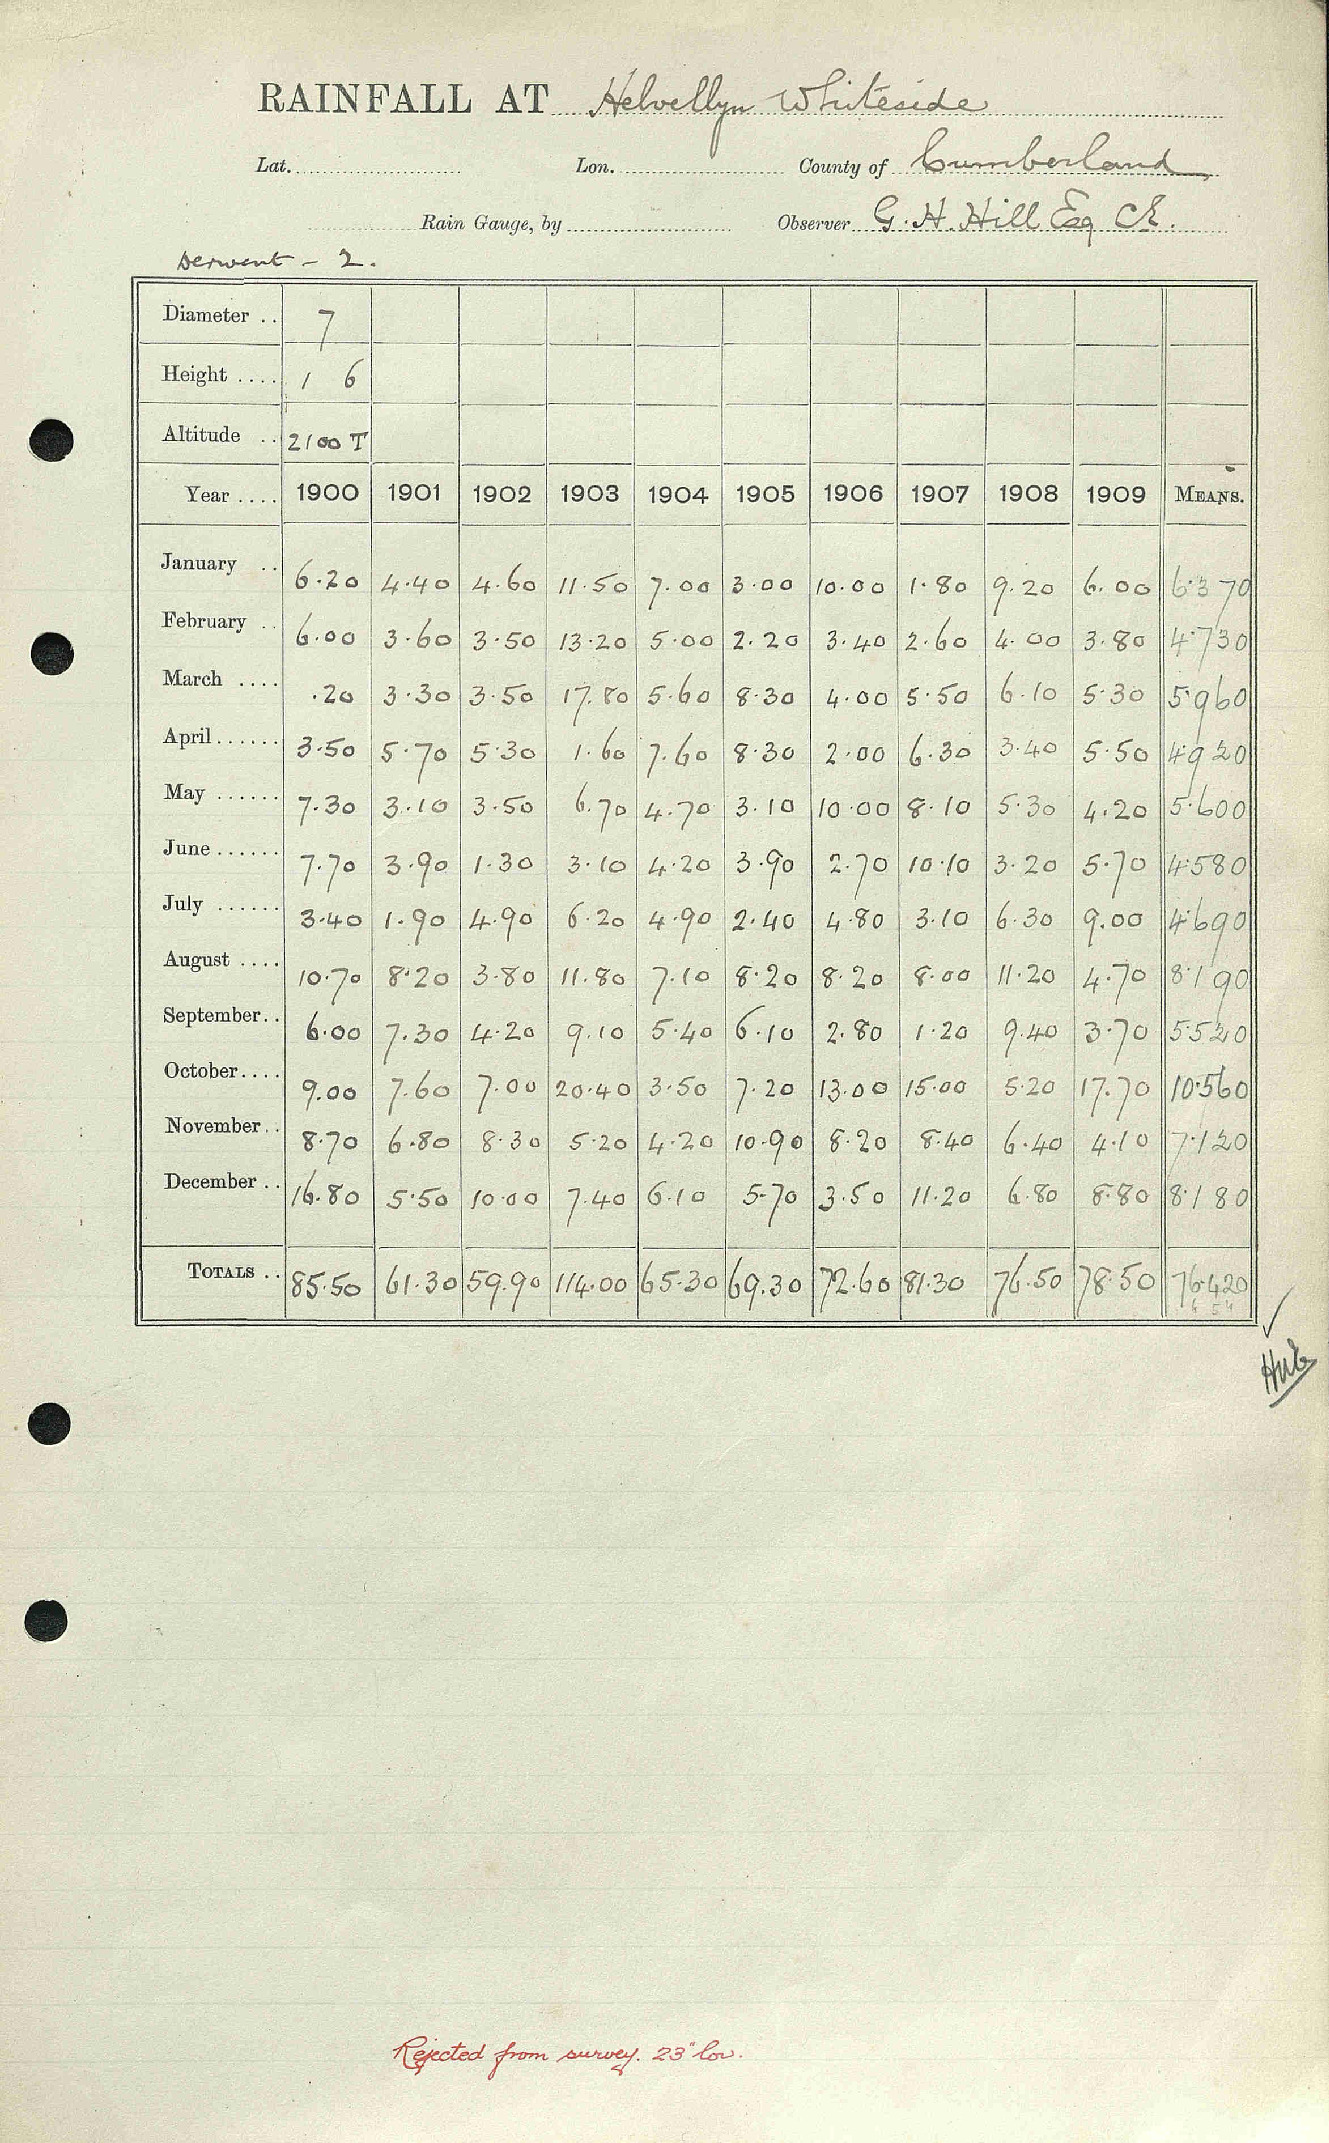 RAINFALL AT Helvellyn Whiteside
Lat. Lon. County of Cumberland
Rain Gauge, by Observer G. H. Hill Esq CE.
Derwent - 2.
Diameter .. 7
Height .... 1 6
Altitude .. 2100 T
Year .... 1900 1901 1902 1903 1904 1905 1906 1907 1908 1909 MEANS.
January .. 6.20 4.40 4.60 11.50 7.00 3.00 10.00 1.80 9.20 6.00 6.370
February .. 6.00 3.60 3.50 13.20 5.00 2.20 3.40 2.60 4.00 3.80 4.730
March .... .20 3.30 3.50 17.80 5.60 8.30 4.00 5.50 6.10 5.30 5.960
April...... 3.50 5.70 5.30 1.60 7.60 8.30 2.00 6.30 3.40 5.50 4.920
May ...... 7.30 3.10 3.50 6.70 4.70 3.10 10.00 8.10 5.30 4.20 5.600
June...... 7.70 3.90 1.30 3.10 4.20 3.90 2.70 10.10 3.20 5.70 4.580
July ...... 3.40 1.90 4.90 6.20 4.90 2.40 4.80 3.10 6.30 9.00 4.690
August .... 10.70 8.20 3.80 11.80 7.10 8.20 8.20 8.00 11.20 4.70 8.190
September.. 6.00 7.30 4.20 9.10 5.40 6.10 2.80 1.20 9.40 3.70 5.520
October.... 9.00 7.60 7.00 20.40 3.50 7.20 13.00 15.00 5.20 17.70 10.560
November.. 8.70 6.80 8.30 5.20 4.20 10.90 8.20 8.40 6.40 4.10 7.120
December .. 16.80 5.50 10.00 7.40 6.10 5.70 3.50 11.20 6.80 8.80 8.180
TOTALS .. 85.50 61.30 59.90 114.00 65.30 69.30 72.60 81.30 76.50 78.50 76.420
Rejected from survey. 23" low.